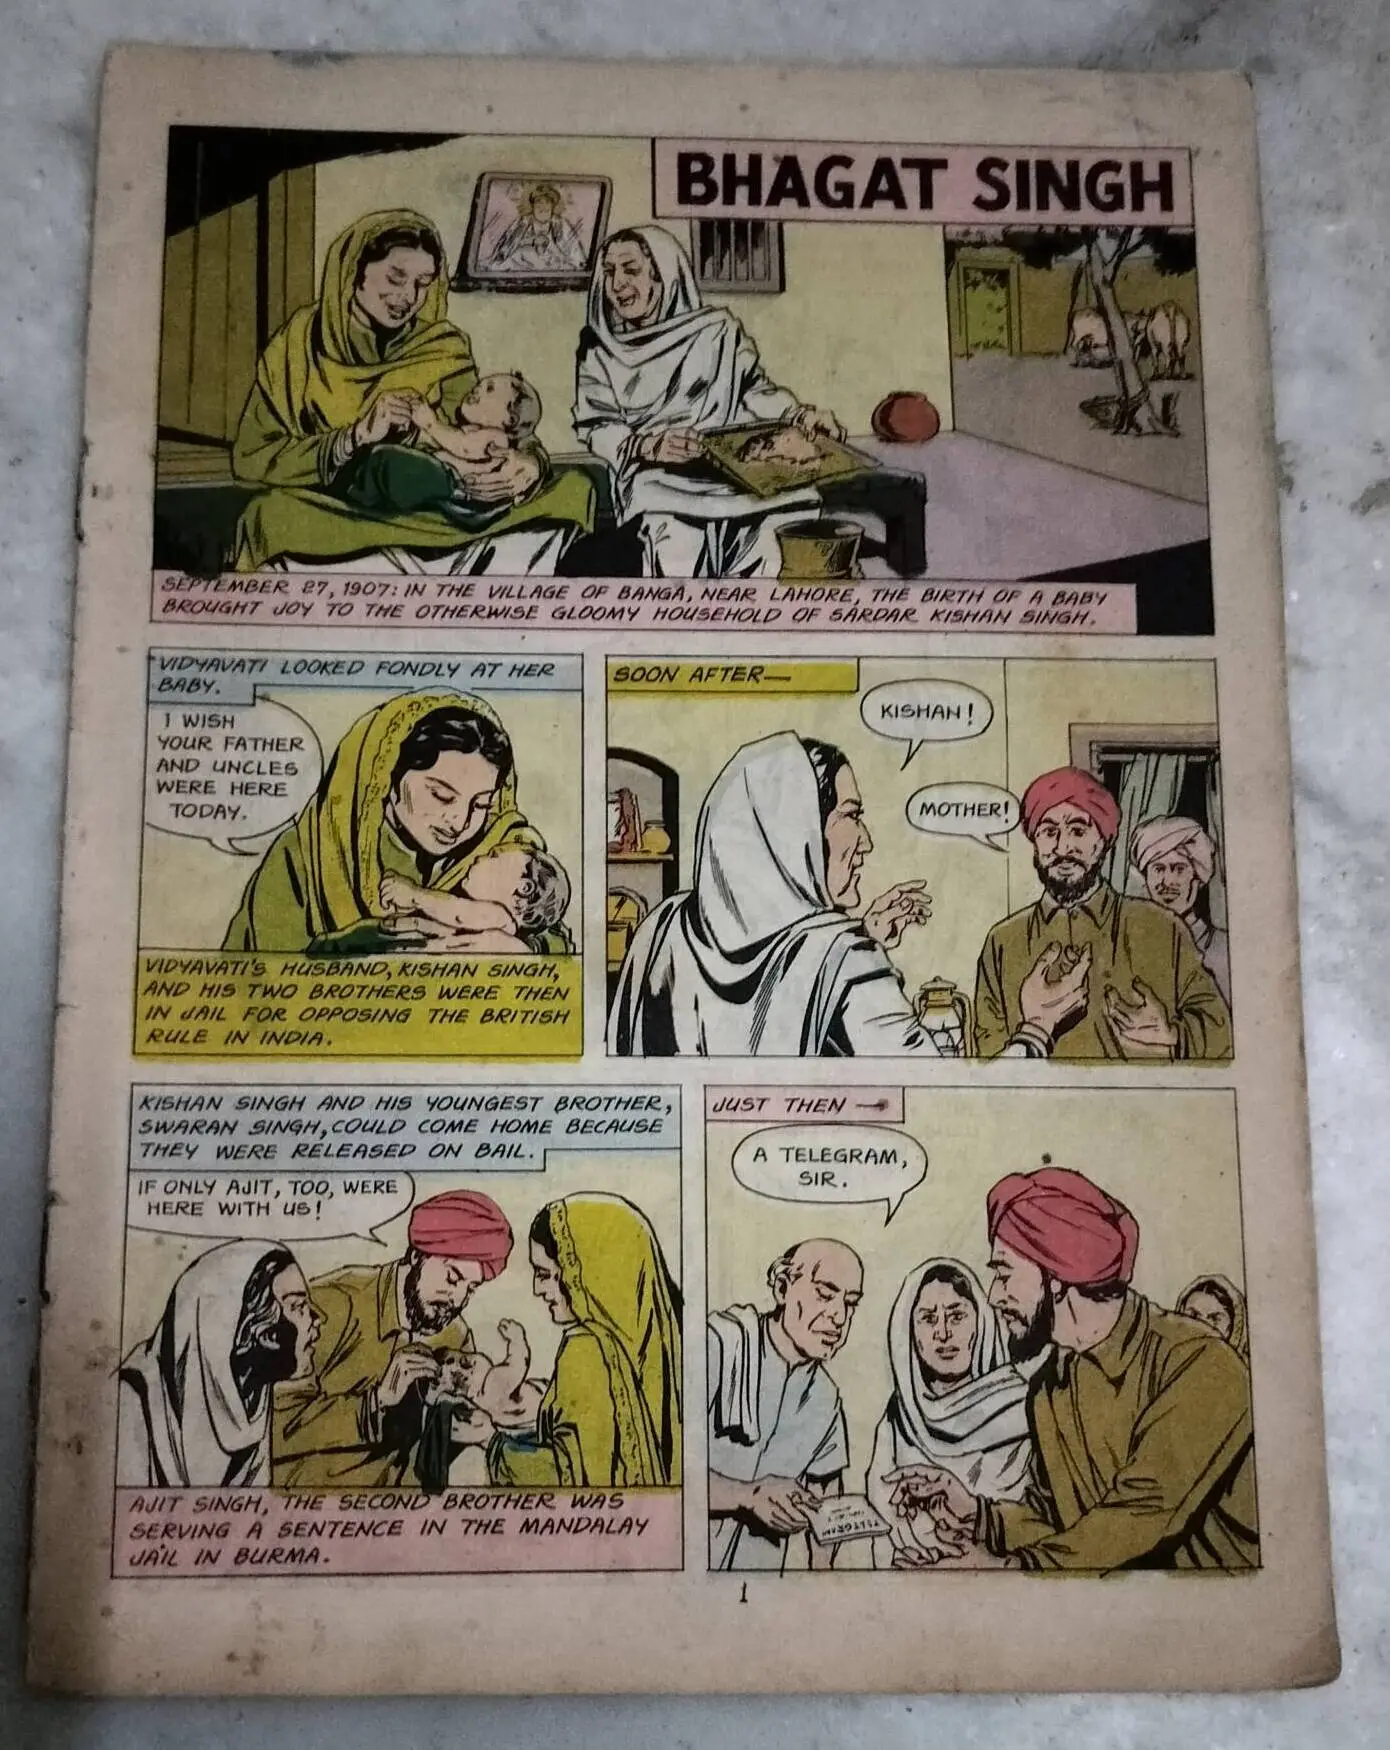 BHAGAT SINGH
SEPTEMBER 27, 1907: IN THE VILLAGE OF BANGA, NEAR LAHORE, THE BIRTH OF A BABY
BROUGHT JOY TO THE OTHERWISE GLOOMY HOUSEHOLD OF SARDAR KISHAN SINGH.
VIDYAVATI LOOKED FONDLY AT HER
BABY.
I WISH
YOUR FATHER
AND UNCLES
WERE HERE
TODAY.
VIDYAVATI'S HUSBAND, KISHAN SINGH,
AND HIS TWO BROTHERS WERE THEN
IN JAIL FOR OPPOSING THE BRITISH
RULE IN INDIA.
SOON AFTER—
KISHAN!
MOTHER!
KISHAN SINGH AND HIS YOUNGEST BROTHER,
SWARAN SINGH, COULD COME HOME BECAUSE
THEY WERE RELEASED ON BAIL.
IF ONLY AJIT, TOO, WERE
HERE WITH US!
AJIT SINGH, THE SECOND BROTHER WAS
SERVING A SENTENCE IN THE MANDALAY
JAIL IN BURMA.
JUST THEN —
A TELEGRAM,
SIR.
TELEGRAM
1